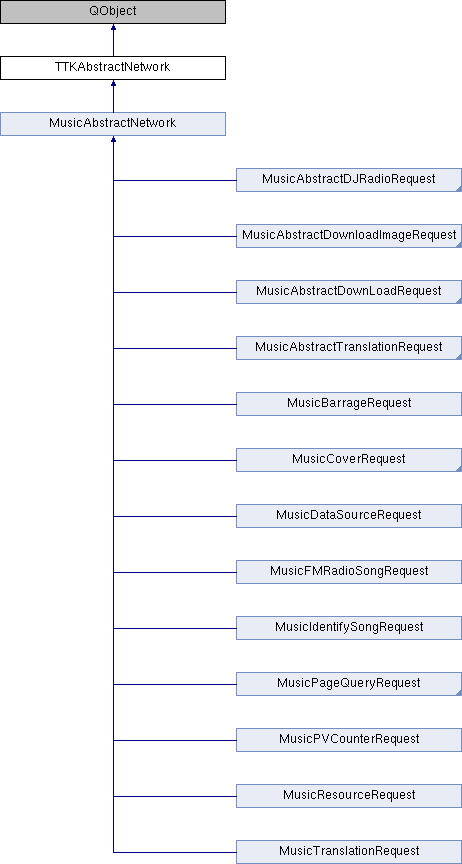 QObject
TTKAbstractNetwork
MusicAbstractNetwork
MusicAbstractDJRadioRequest
MusicAbstractDownloadImageRequest
MusicAbstractDownLoadRequest
MusicAbstractTranslationRequest
MusicBarrageRequest
MusicCoverRequest
MusicDataSourceRequest
MusicFMRadioSongRequest
MusicIdentifySongRequest
MusicPageQueryRequest
MusicPVCounterRequest
MusicResourceRequest
MusicTranslationRequest